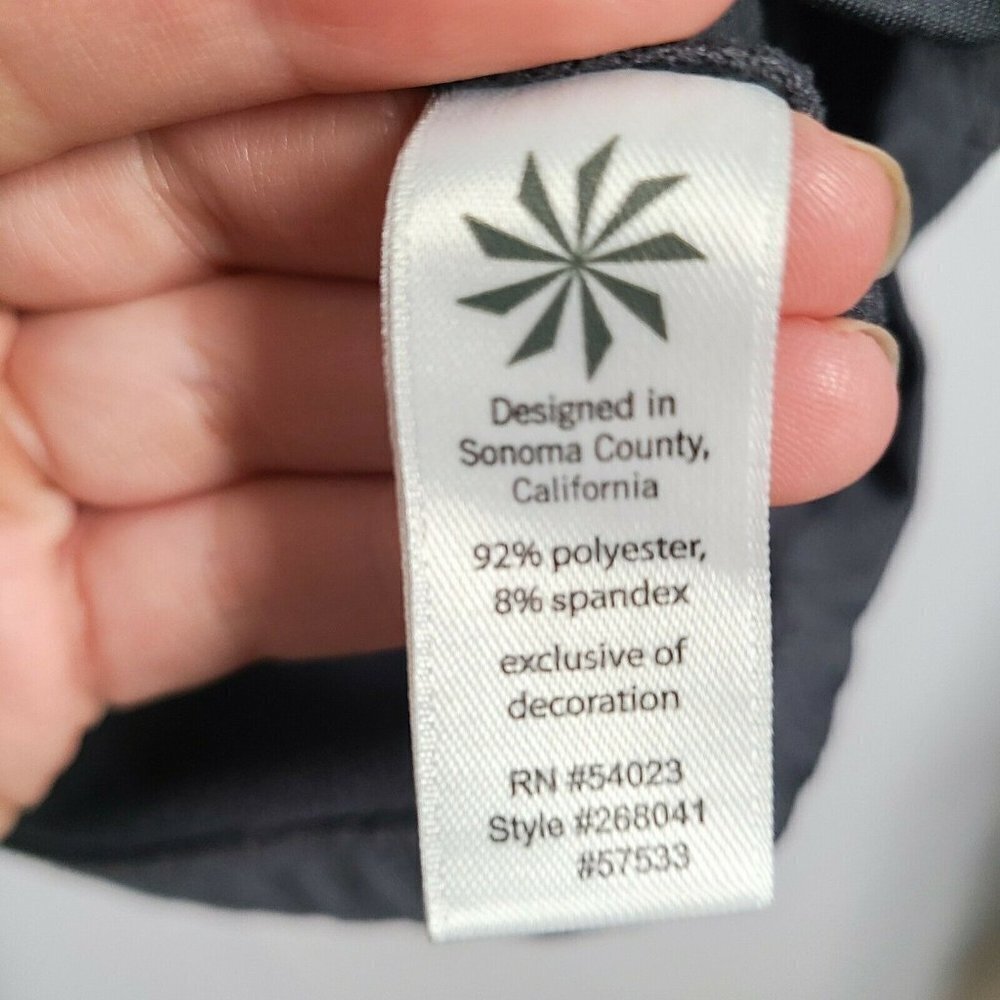 Designed in
Sonoma County,
California
92% polyester,
8% spandex
exclusive of
decoration
RN #54023
Style #268041
#57533